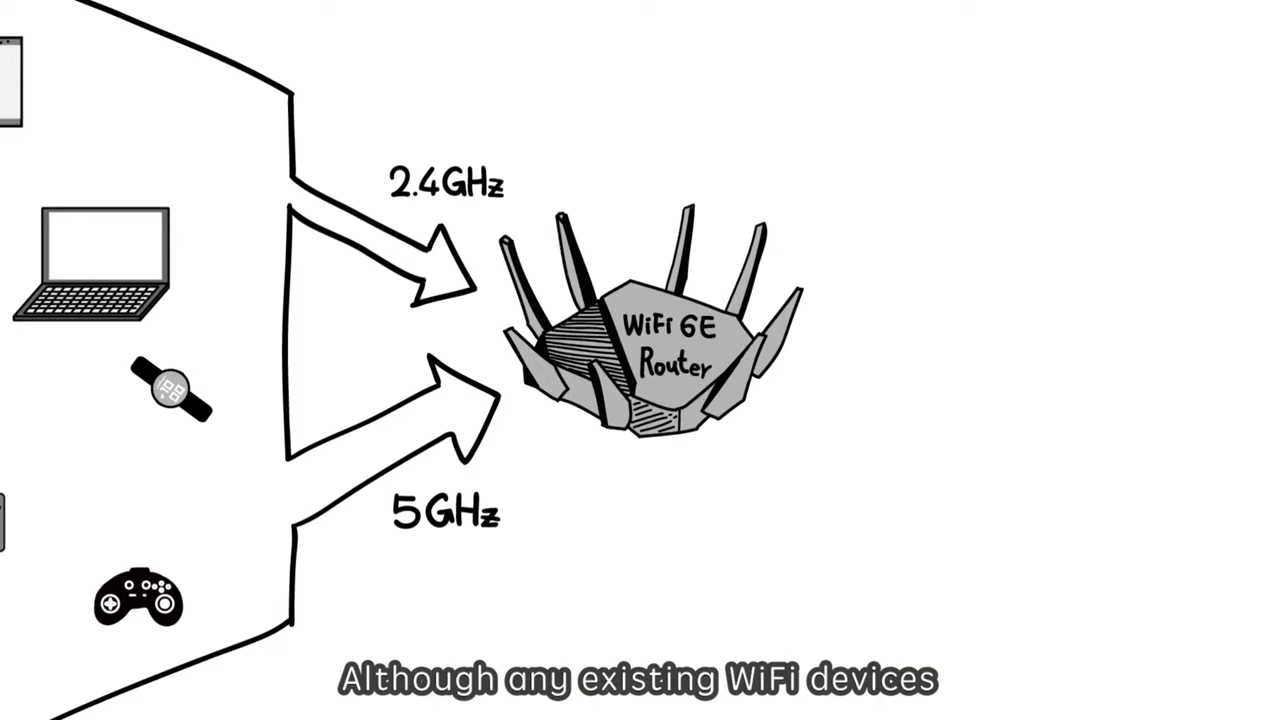 2.4GHz
WiFi 6E
Router
5GHz
Although any existing WiFi devices